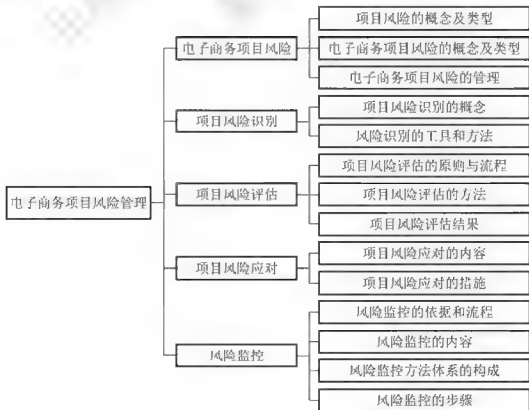 电子商务项目风险管理
电子商务项目风险
项目风险的概念及类型
电子商务项目风险的概念及类型
电子商务项目风险的管理
项目风险识别
项目风险识别的概念
风险识别的工具和方法
项目风险评估
项目风险评估的原则与流程
项目风险评估的方法
项目风险评估结果
项目风险应对
项目风险应对的内容
项目风险应对的措施
风险监控
风险监控的依据和流程
风险监控的内容
风险监控方法体系的构成
风险监控的步骤